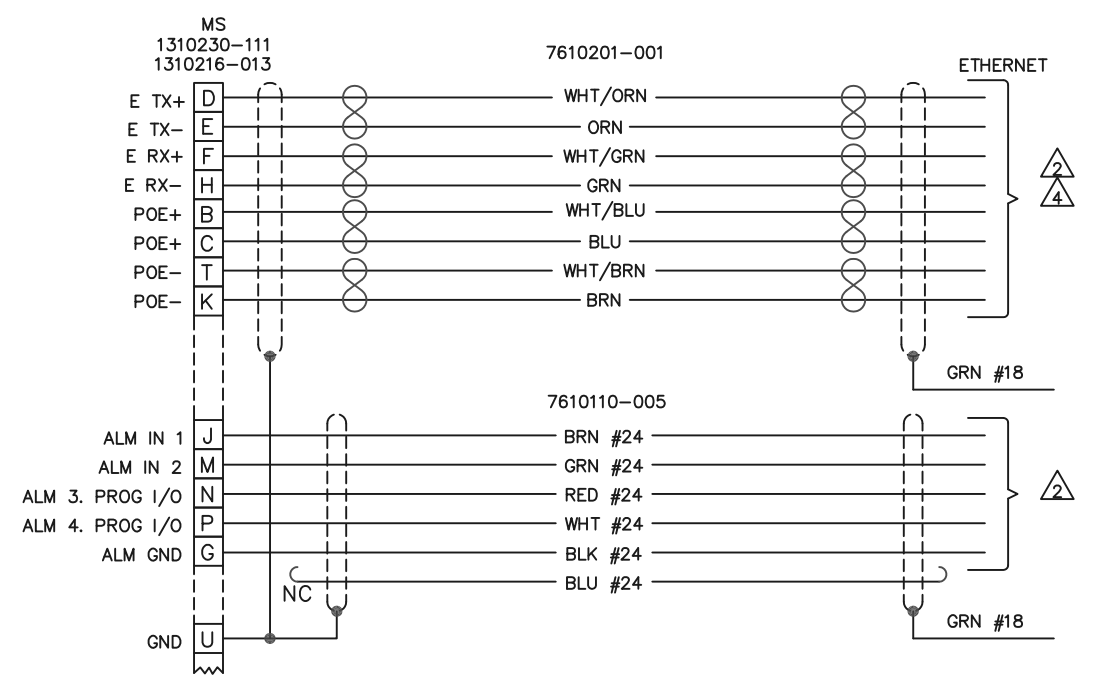 MS
1310230-111
1310216-013
7610201-001
ETHERNET
E TX+ D WHT/ORN
E TX- E ORN
E RX+ F WHT/GRN
E RX- H GRN
POE+ B WHT/BLU
POE+ C BLU
POE- T WHT/BRN
POE- K BRN
2
4
GRN #18
7610110-005
ALM IN 1 J BRN #24
ALM IN 2 M GRN #24
ALM 3. PROG I/O N RED #24
2
ALM 4. PROG I/O P WHT #24
ALM GND G BLK #24
NC BLU #24
GRN #18
GND U